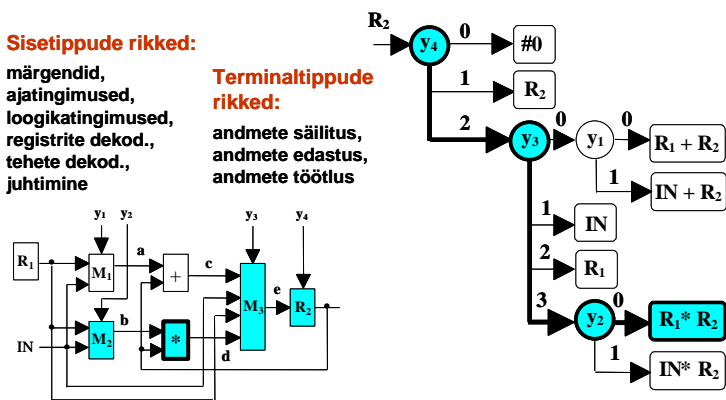 Sisetippude rikked:
märgendid,
ajatingimused,
loogikatingimused,
registrite dekod.,
tehete dekod.,
juhtimine
Terminaltippude
rikked:
andmete säilitus,
andmete edastus,
andmete töötlus
y₁ y₂ y₃ y₄
R₁ M₁ a + c
M₃ e R₂
IN M₂ b * d
R₂ y₄ 0 #0
1 R₂
2 y₃ 0 y₁ 0 R₁ + R₂
1 IN + R₂
1 IN
2 R₁
3 y₂ 0 R₁* R₂
1 IN* R₂